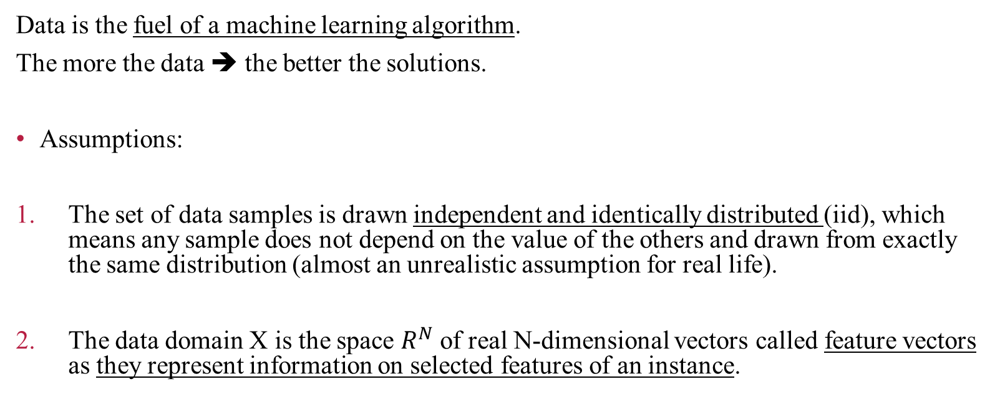 Data is the fuel of a machine learning algorithm.
The more the data ➔ the better the solutions.
• Assumptions:
1. The set of data samples is drawn independent and identically distributed (iid), which
means any sample does not depend on the value of the others and drawn from exactly
the same distribution (almost an unrealistic assumption for real life).
2. The data domain X is the space R^N of real N-dimensional vectors called feature vectors
as they represent information on selected features of an instance.